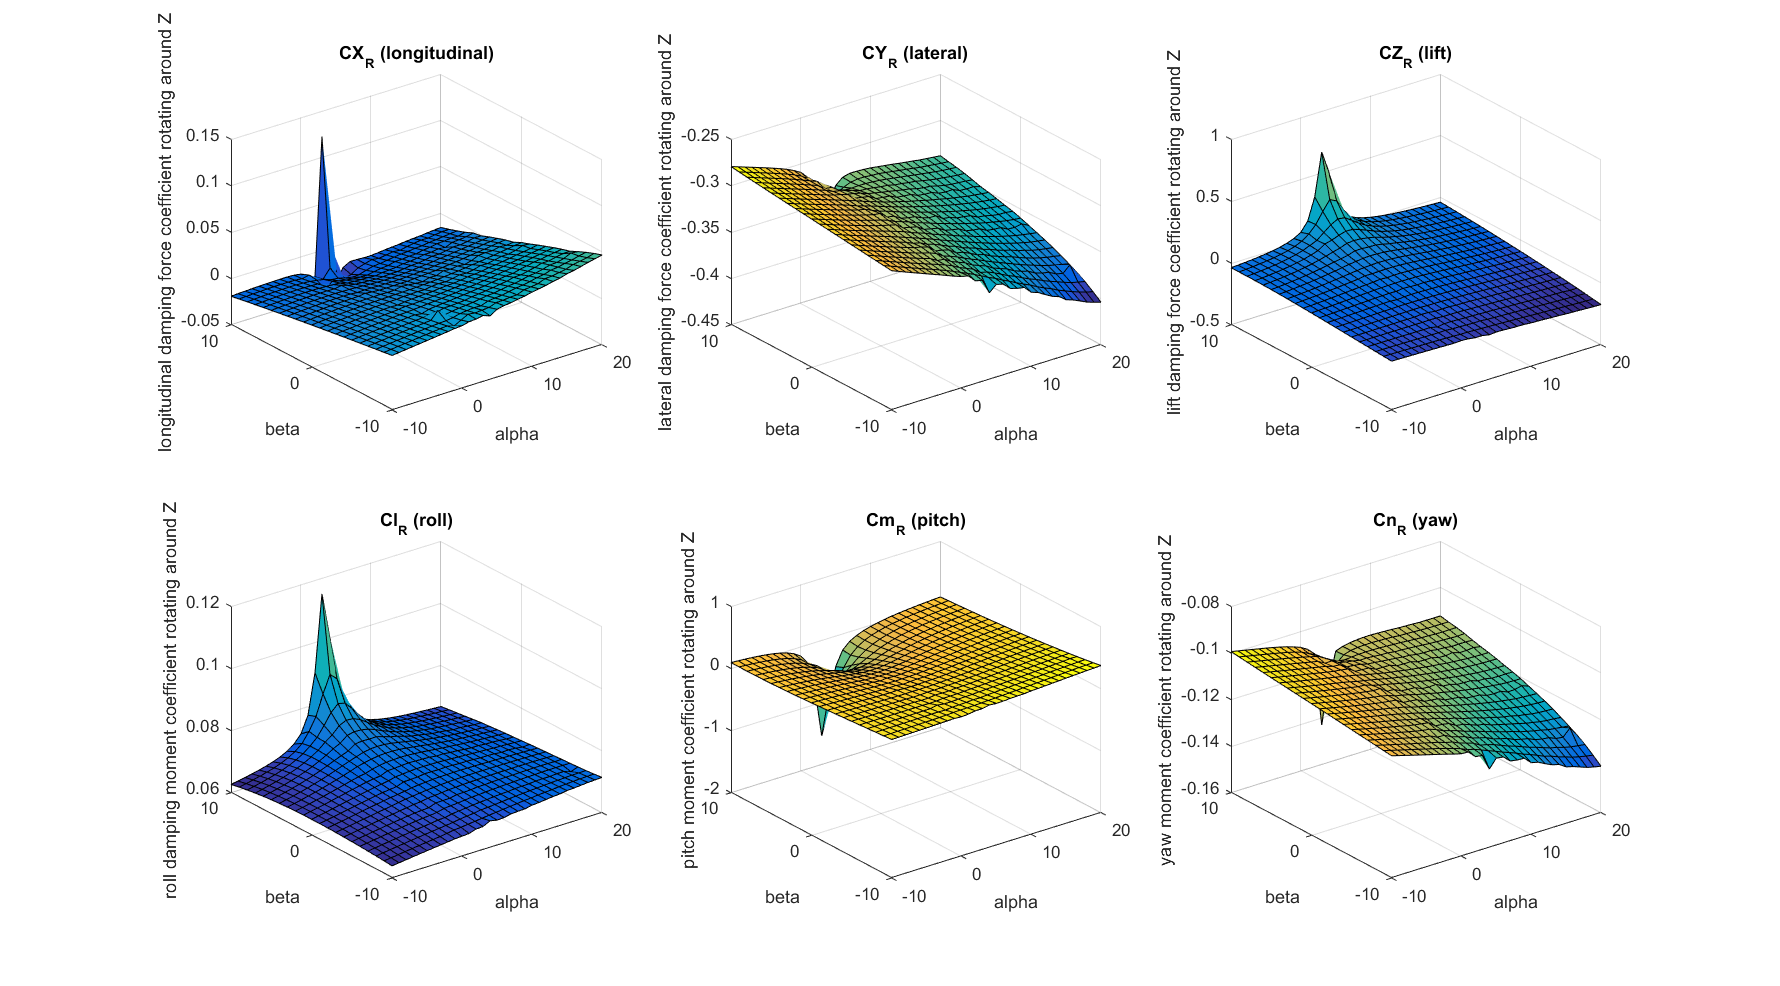 CX_R (longitudinal)
longitudinal damping force coefficient rotating around Z
0.15
0.1
0.05
0
-0.05
10
0
-10
beta
-10
0
10
20
alpha
CY_R (lateral)
lateral damping force coefficient rotating around Z
-0.25
-0.3
-0.35
-0.4
-0.45
10
0
-10
beta
-10
0
10
20
alpha
CZ_R (lift)
lift damping force coefficient rotating around Z
1
0.5
0
-0.5
10
0
-10
beta
-10
0
10
20
alpha
Cl_R (roll)
roll damping moment coefficient rotating around Z
0.12
0.1
0.08
0.06
10
0
-10
beta
-10
0
10
20
alpha
Cm_R (pitch)
pitch moment coefficient rotating around Z
1
0
-1
-2
10
0
-10
beta
-10
0
10
20
alpha
Cn_R (yaw)
yaw moment coefficient rotating around Z
-0.08
-0.1
-0.12
-0.14
-0.16
10
0
-10
beta
-10
0
10
20
alpha